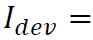 I_dev =